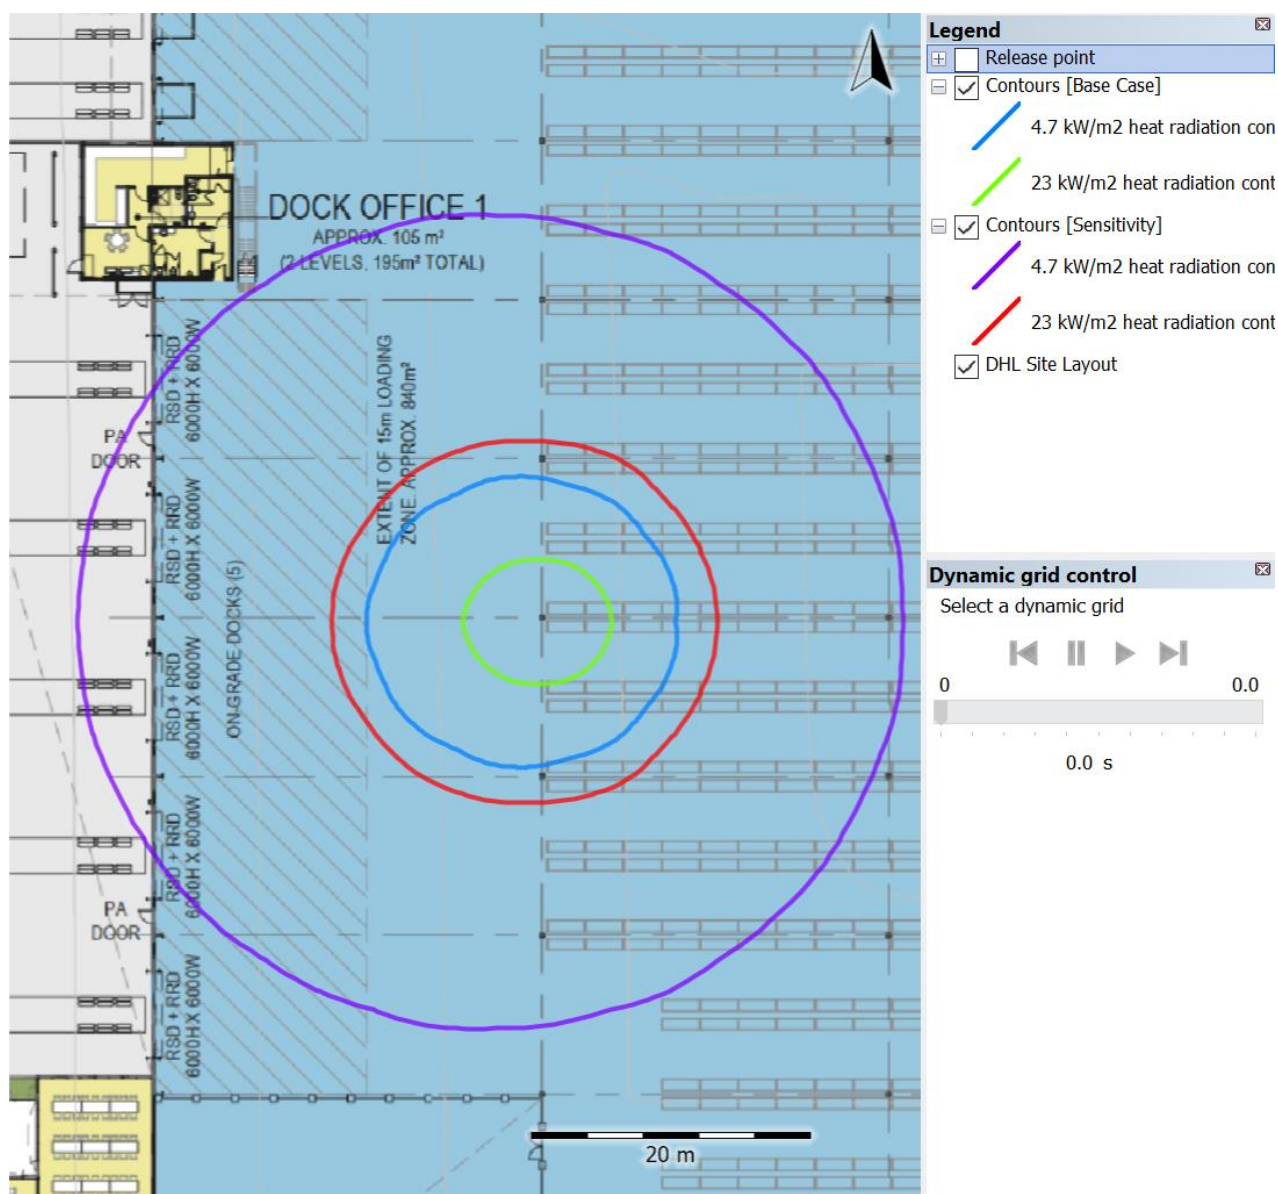 DOCK OFFICE 1
APPROX. 105 m²
(2 LEVELS, 195m² TOTAL)
RSD + RRD
6000H X 6000W
EXTENT OF 15m LOADING
ZONE. APPROX. 840m²
PA
DOOR
RSD + RRD
6000H X 6000W
ON-GRADE DOCKS (5)
RSD + RRD
6000H X 6000W
RSD + RRD
6000H X 6000W
PA
DOOR
RSD + RRD
6000H X 6000W
20 m
Legend
Release point
Contours [Base Case]
4.7 kW/m2 heat radiation con
23 kW/m2 heat radiation cont
Contours [Sensitivity]
4.7 kW/m2 heat radiation con
23 kW/m2 heat radiation cont
DHL Site Layout
Dynamic grid control
Select a dynamic grid
0
0.0
0.0 s